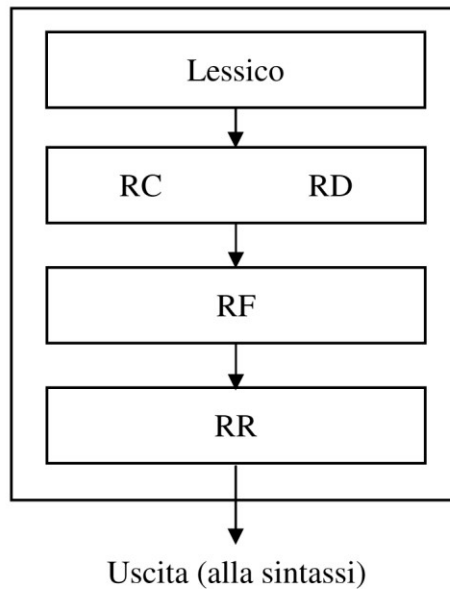 Lessico
RC RD
RF
RR
Uscita (alla sintassi)